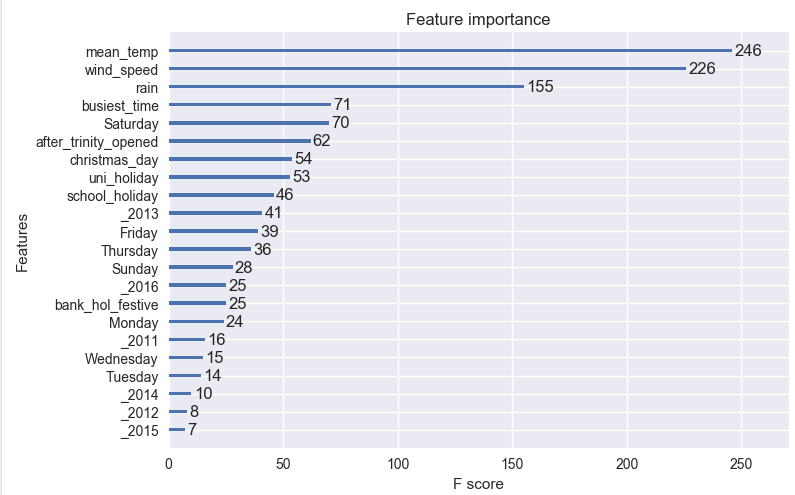 Feature importance
mean_temp 246
wind_speed 226
rain 155
busiest_time 71
Saturday 70
after_trinity_opened 62
christmas_day 54
uni_holiday 53
school_holiday 46
_2013 41
Friday 39
Thursday 36
Sunday 28
_2016 25
bank_hol_festive 25
Monday 24
_2011 16
Wednesday 15
Tuesday 14
_2014 10
_2012 8
_2015 7
Features
0 50 100 150 200 250
F score